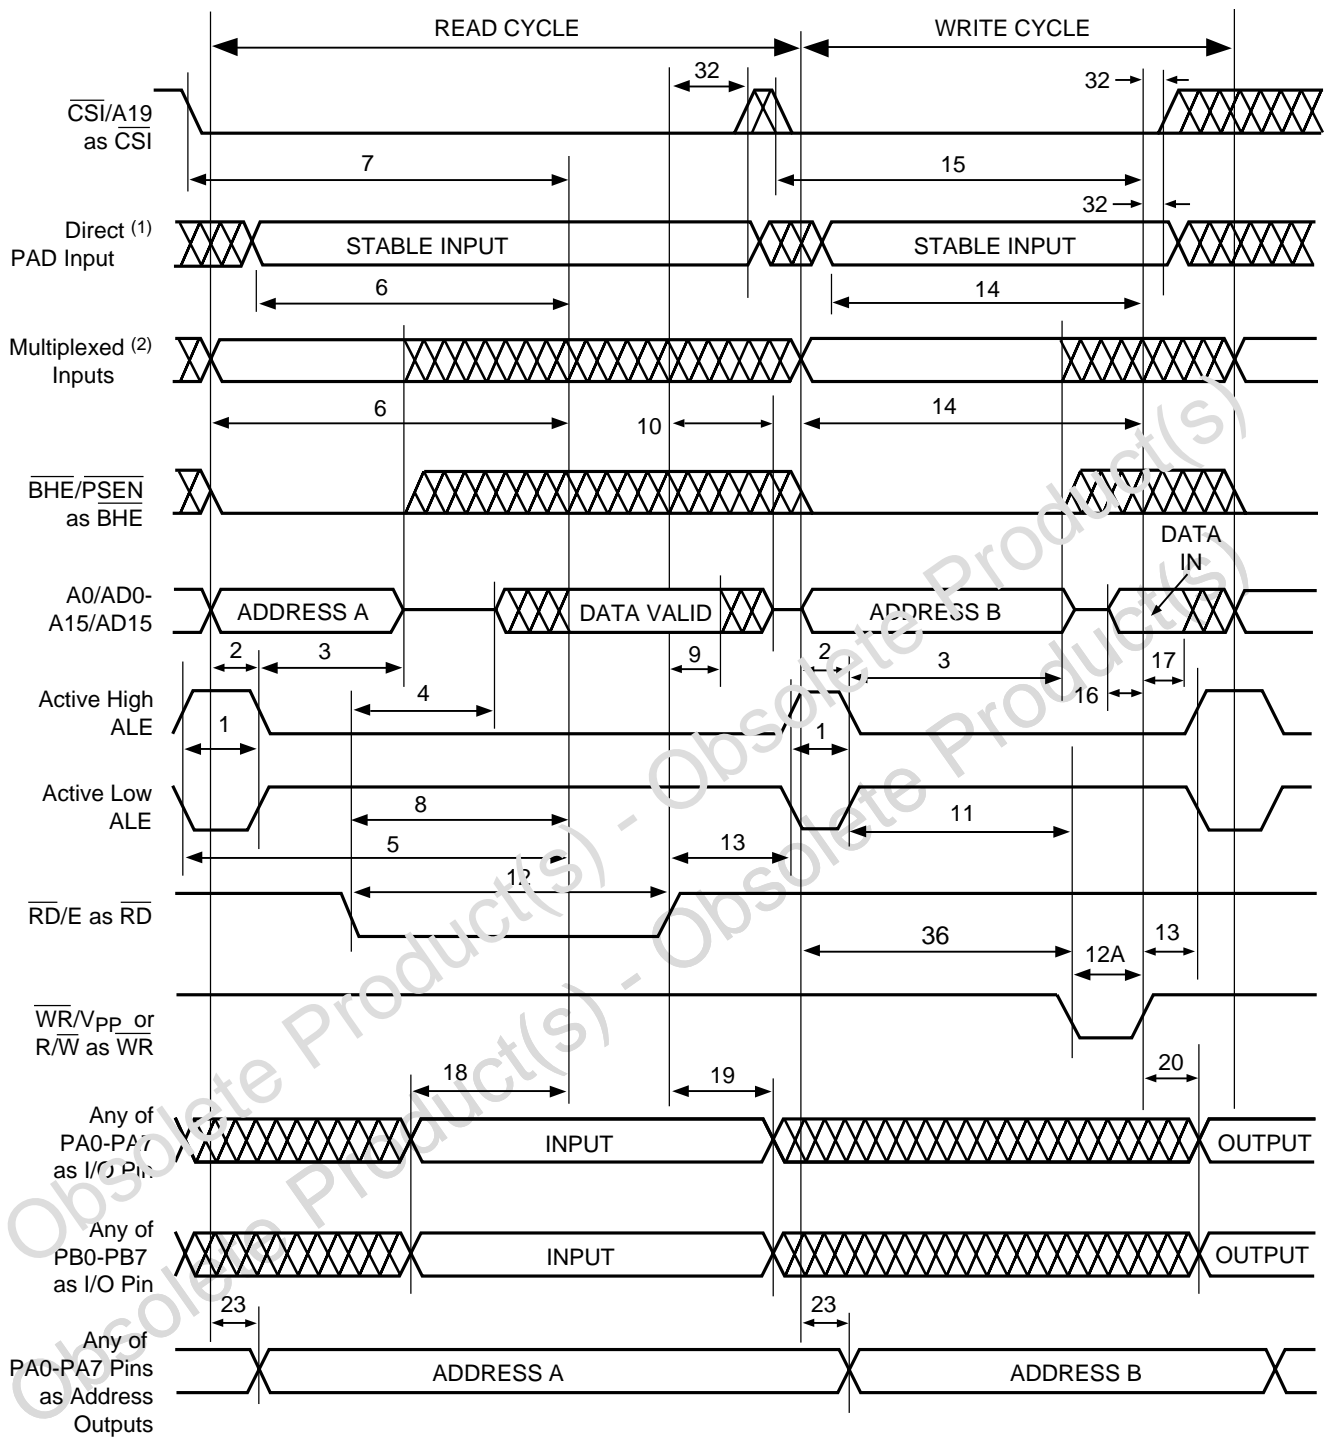 READ CYCLE
WRITE CYCLE
32
32
CSI/A19
as CSI
7
15
32
Direct (1)
PAD Input
STABLE INPUT
STABLE INPUT
6
14
Multiplexed (2)
Inputs
6
10
14
BHE/PSEN
as BHE
DATA
IN
A0/AD0-
A15/AD15
ADDRESS A
DATA VALID
ADDRESS B
2
3
9
2
3
17
4
16
Active High
ALE
1
1
Active Low
ALE
8
11
5
13
12
RD/E as RD
36
13
12A
WR/VPP or
R/W as WR
18
19
20
Any of
PA0-PA7
as I/O Pin
INPUT
OUTPUT
Any of
PB0-PB7
as I/O Pin
INPUT
OUTPUT
23
23
Any of
PA0-PA7 Pins
as Address
Outputs
ADDRESS A
ADDRESS B
Obsolete Product(s) - Obsolete Product(s)
Obsolete Product(s) - Obsolete Product(s)